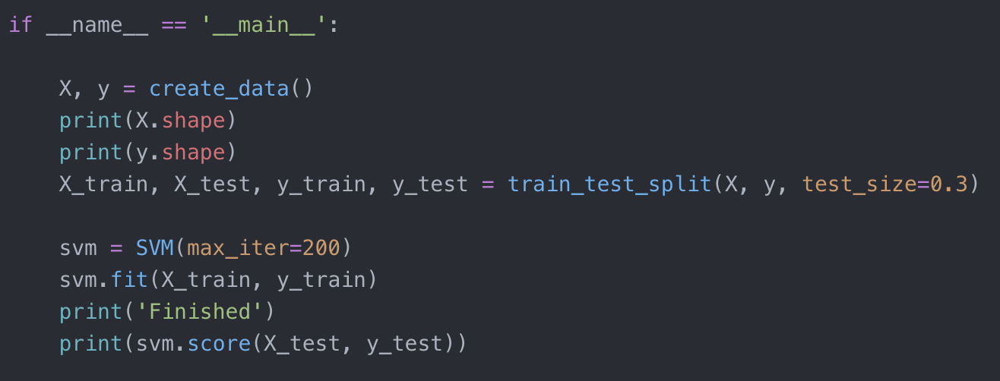 if __name__ == '__main__':
    X, y = create_data()
    print(X.shape)
    print(y.shape)
    X_train, X_test, y_train, y_test = train_test_split(X, y, test_size=0.3)
    svm = SVM(max_iter=200)
    svm.fit(X_train, y_train)
    print('Finished')
    print(svm.score(X_test, y_test))